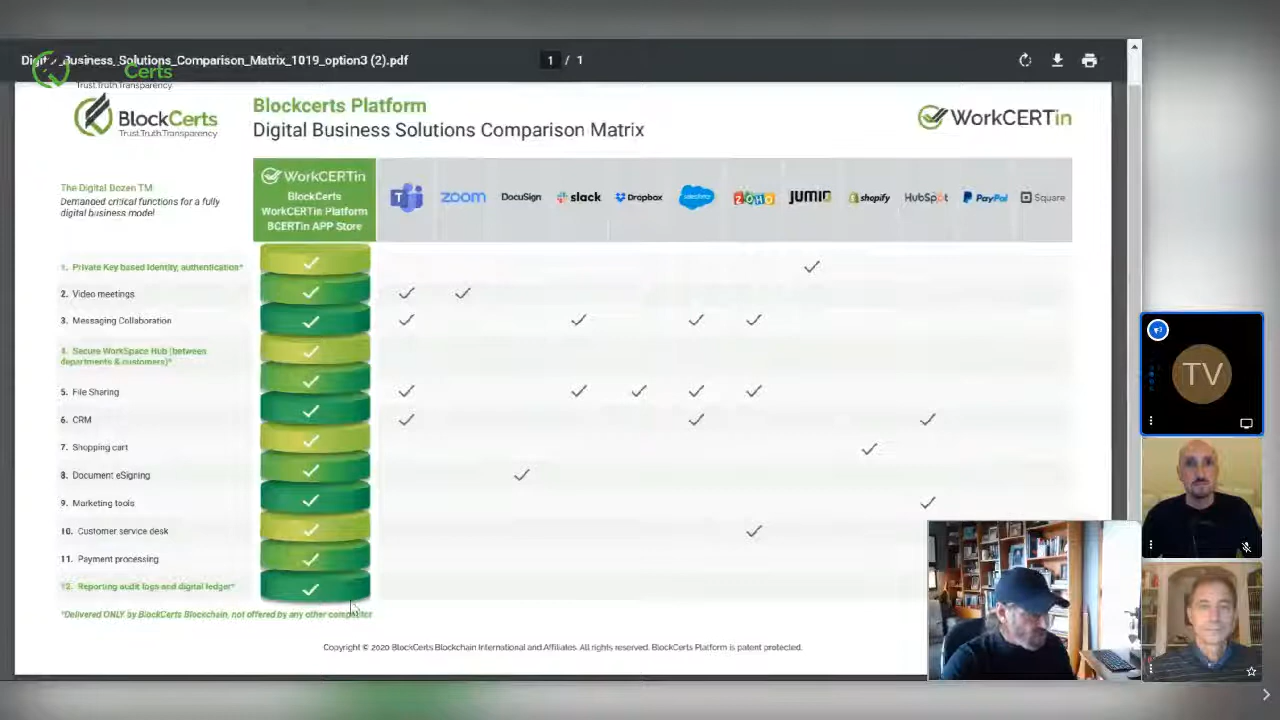 Digit Business_Solutions_Comparison_Matrix_1019_option3 (2).pdf
1 / 1
Certs
Trust.Truth.Transparency
BlockCerts
Trust.Truth.Transparency
Blockcerts Platform
Digital Business Solutions Comparison Matrix
WorkCERTin
The Digital Dozen TM
Demanded critical functions for a fully
digital business model
WorkCERTin
BlockCerts
WorkCERTin Platform
BCERTin APP Store
T
zoom
DocuSign
slack
Dropbox
salesforce
ZOHO
JUMIO
shopify
HubSpot
PayPal
Square
1. Private Key based Identity, authentication*
2. Video meetings
3. Messaging Collaboration
4. Secure WorkSpace Hub (between
departments & customers)*
5. File Sharing
6. CRM
7. Shopping cart
8. Document eSigning
9. Marketing tools
10. Customer service desk
11. Payment processing
12. Reporting audit logs and digital ledger*
*Delivered ONLY by BlockCerts Blockchain, not offered by any other competitor
Copyright © 2020 BlockCerts Blockchain International and Affiliates. All rights reserved. BlockCerts Platform is patent protected.
TV